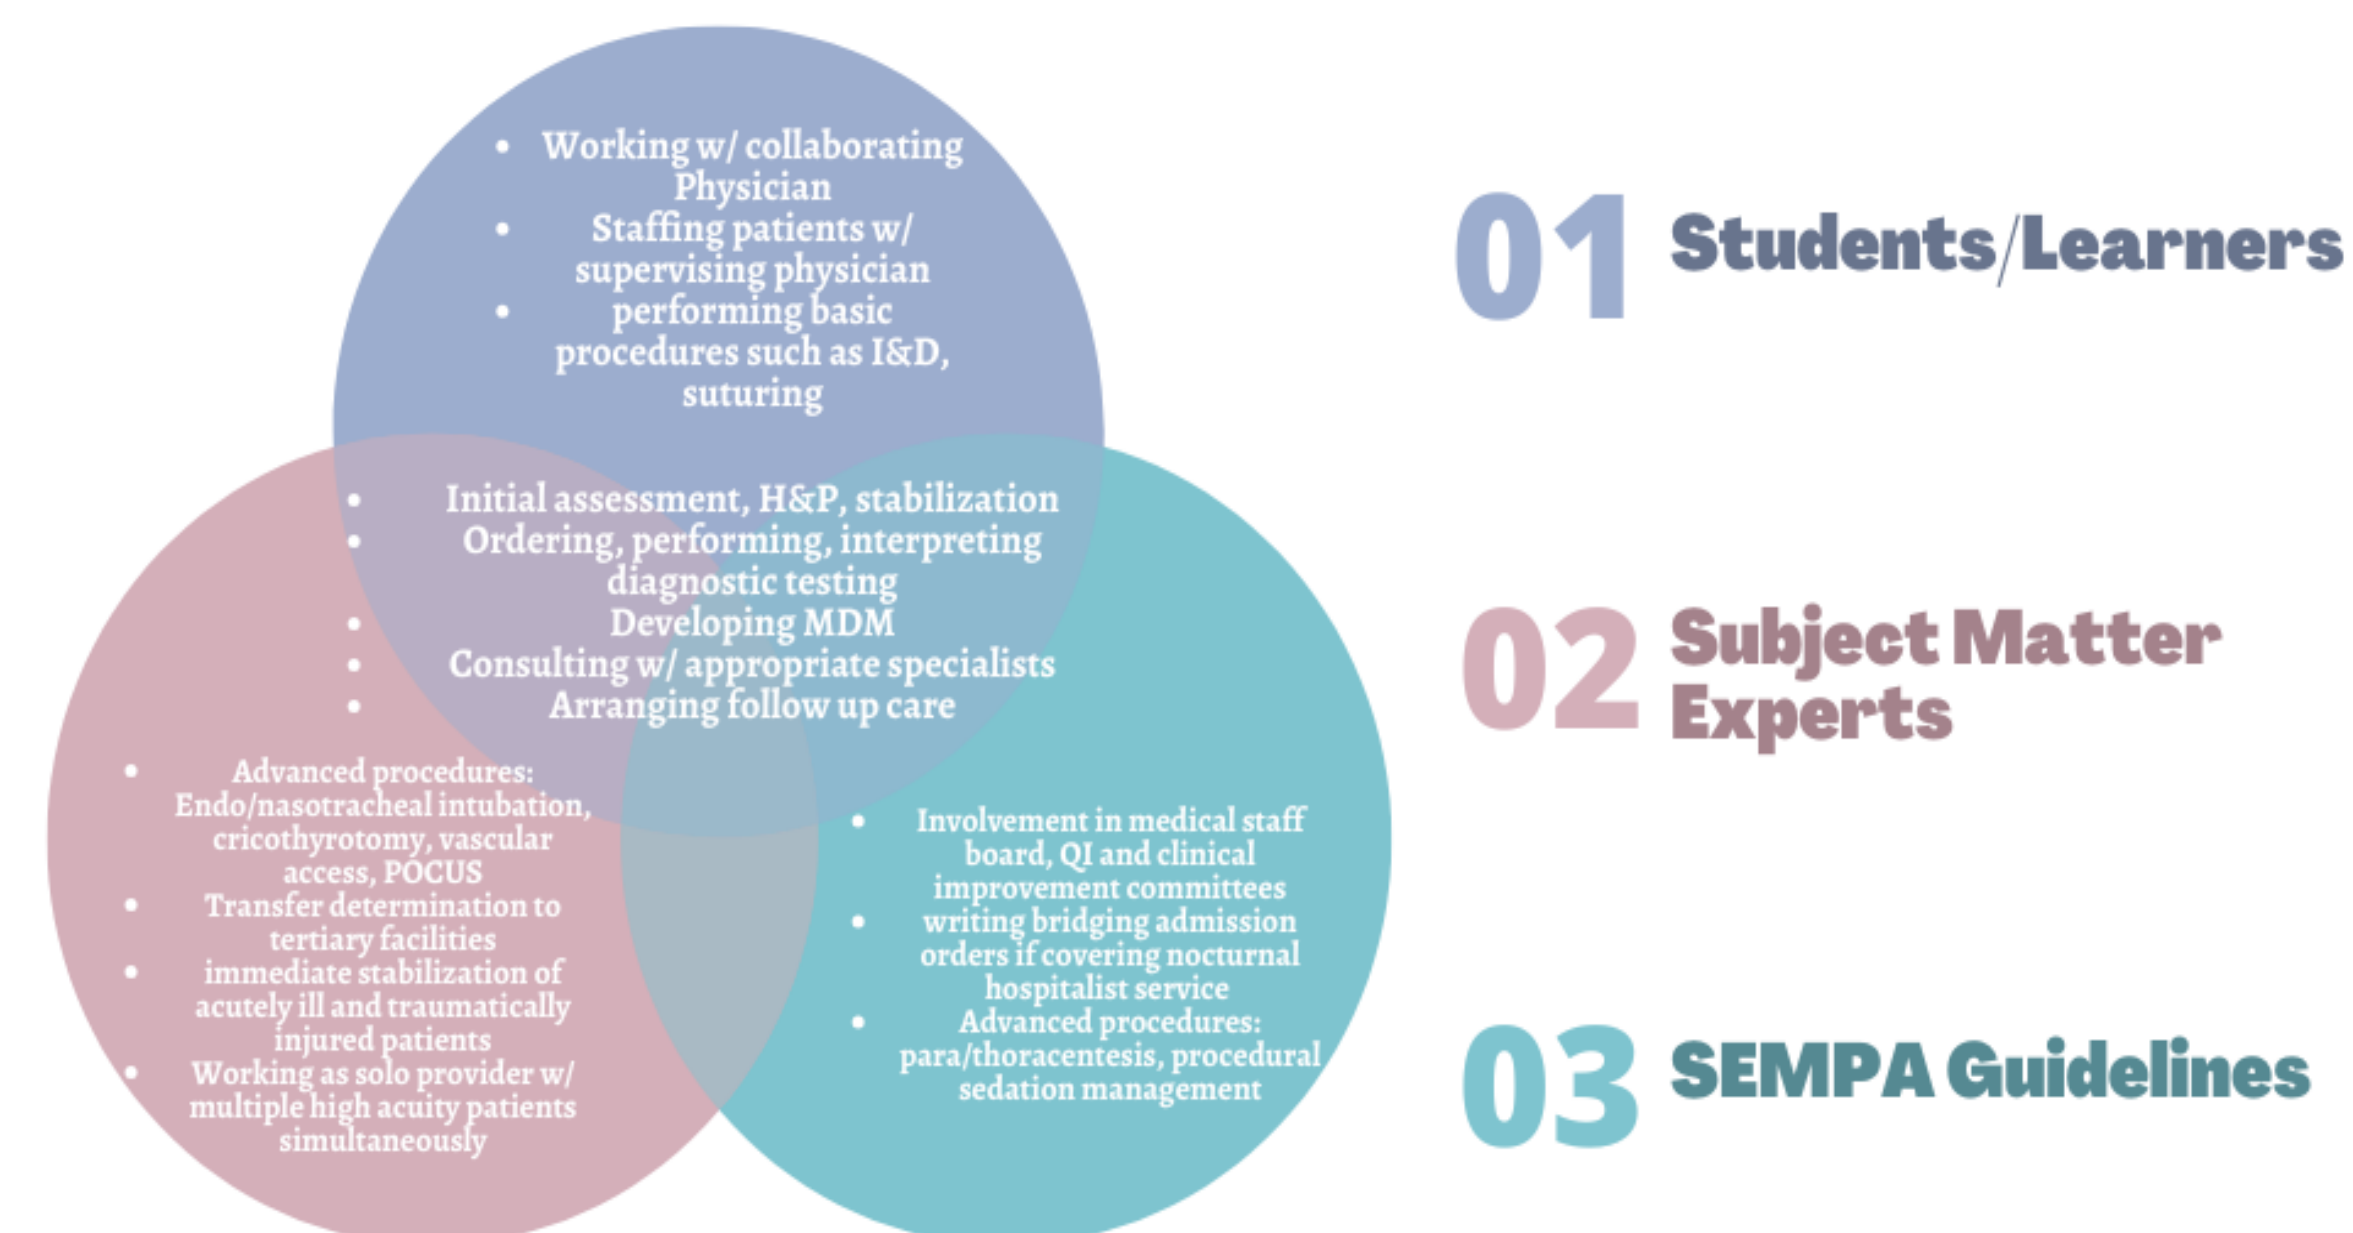 • Working w/ collaborating
Physician
• Staffing patients w/
supervising physician
• performing basic
procedures such as I&D,
suturing
• Initial assessment, H&P, stabilization
• Ordering, performing, interpreting
diagnostic testing
• Developing MDM
• Consulting w/ appropriate specialists
• Arranging follow up care
• Advanced procedures:
Endo/nasotracheal intubation,
cricothyrotomy, vascular
access, POCUS
• Transfer determination to
tertiary facilities
• immediate stabilization of
acutely ill and traumatically
injured patients
• Working as solo provider w/
multiple high acuity patients
simultaneously
• Involvement in medical staff
board, QI and clinical
improvement committees
• writing bridging admission
orders if covering nocturnal
hospitalist service
• Advanced procedures:
para/thoracentesis, procedural
sedation management
01 Students/Learners
02 Subject Matter
Experts
03 SEMPA Guidelines